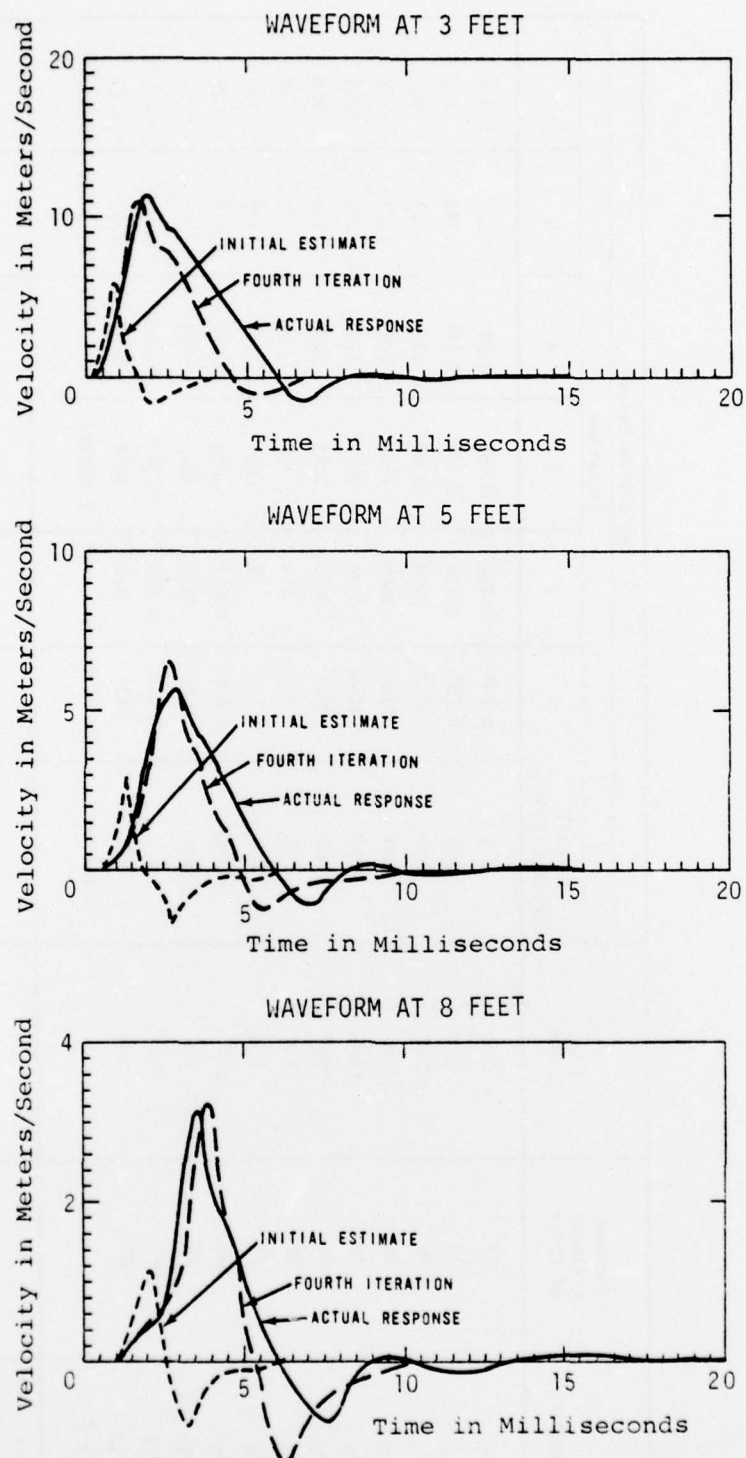 WAVEFORM AT 3 FEET
Velocity in Meters/Second
20
10
0
INITIAL ESTIMATE
FOURTH ITERATION
ACTUAL RESPONSE
5
10
15
20
Time in Milliseconds
WAVEFORM AT 5 FEET
Velocity in Meters/Second
10
5
0
INITIAL ESTIMATE
FOURTH ITERATION
ACTUAL RESPONSE
5
10
15
20
Time in Milliseconds
WAVEFORM AT 8 FEET
Velocity in Meters/Second
4
2
0
INITIAL ESTIMATE
FOURTH ITERATION
ACTUAL RESPONSE
5
10
15
20
Time in Milliseconds